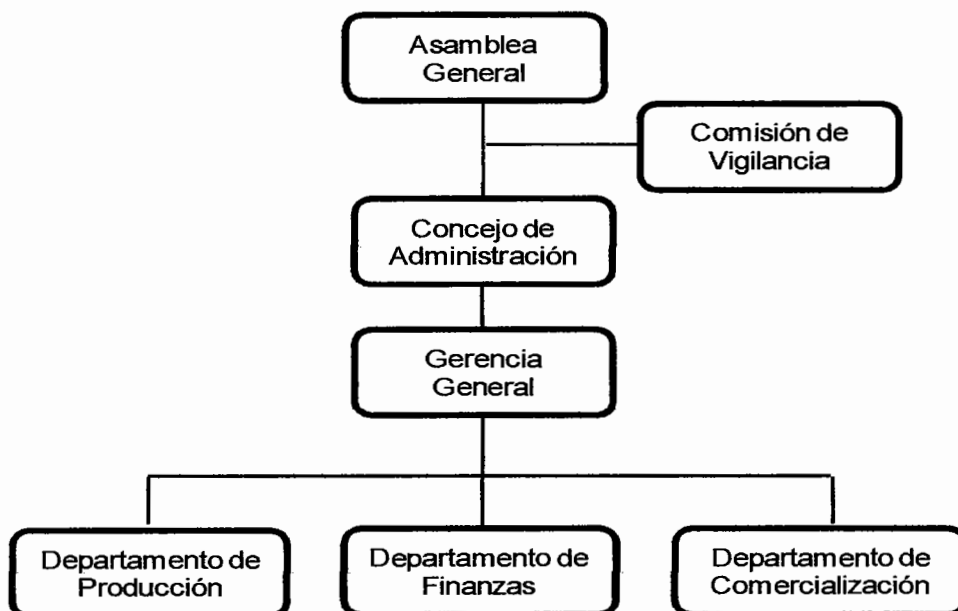 Asamblea
General
Comisión de
Vigilancia
Concejo de
Administración
Gerencia
General
Departamento de
Producción
Departamento de
Finanzas
Departamento de
Comercialización